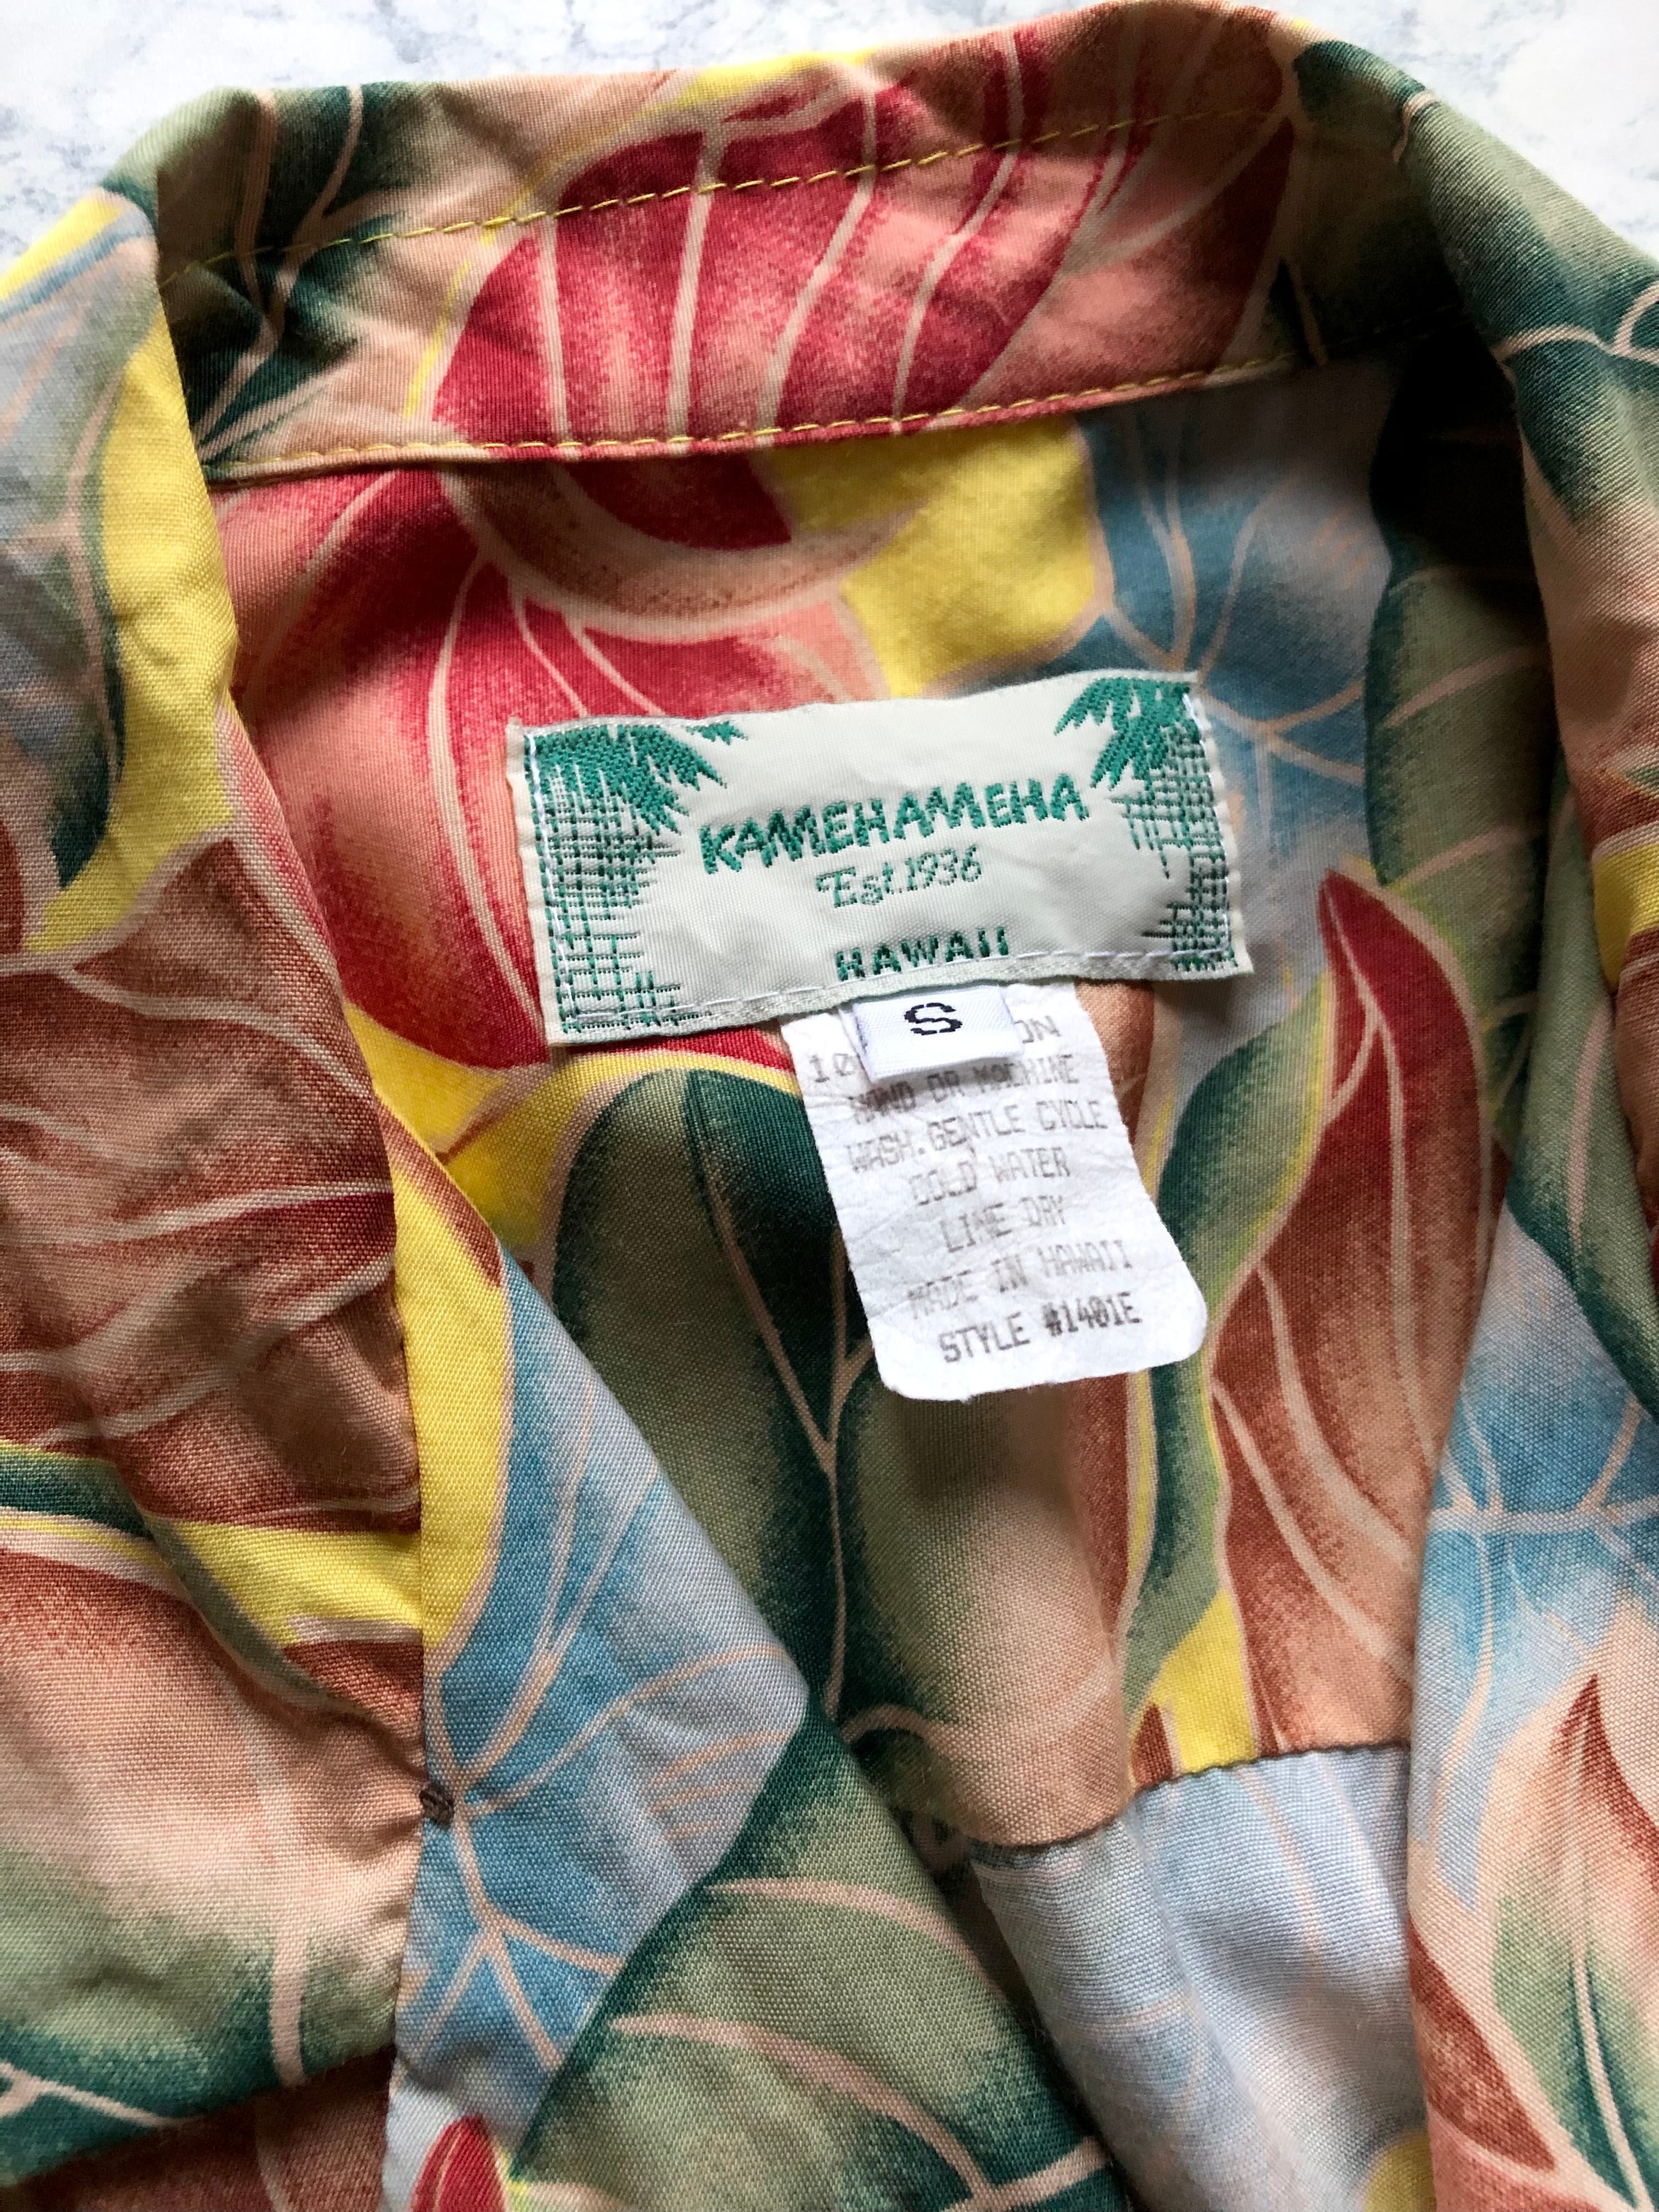 KAMEHAMEHA
Est.1936
HAWAII
S
HAND OR MACHINE
WASH.GENTLE CYCLE
COLD WATER
LINE DRY
MADE IN HAWAII
STYLE #1401E